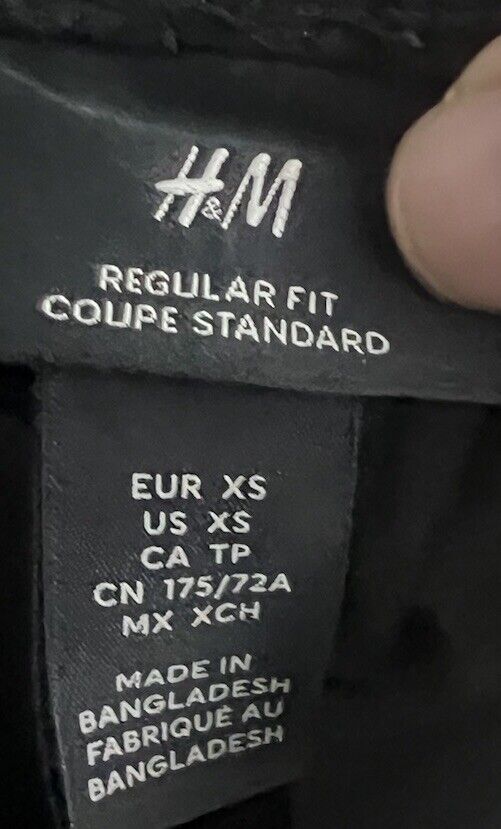 H&M
REGULAR FIT
COUPE STANDARD
EUR XS
US XS
CA TP
CN 175/72A
MX XCH
MADE IN
BANGLADESH
FABRIQUÉ AU
BANGLADESH